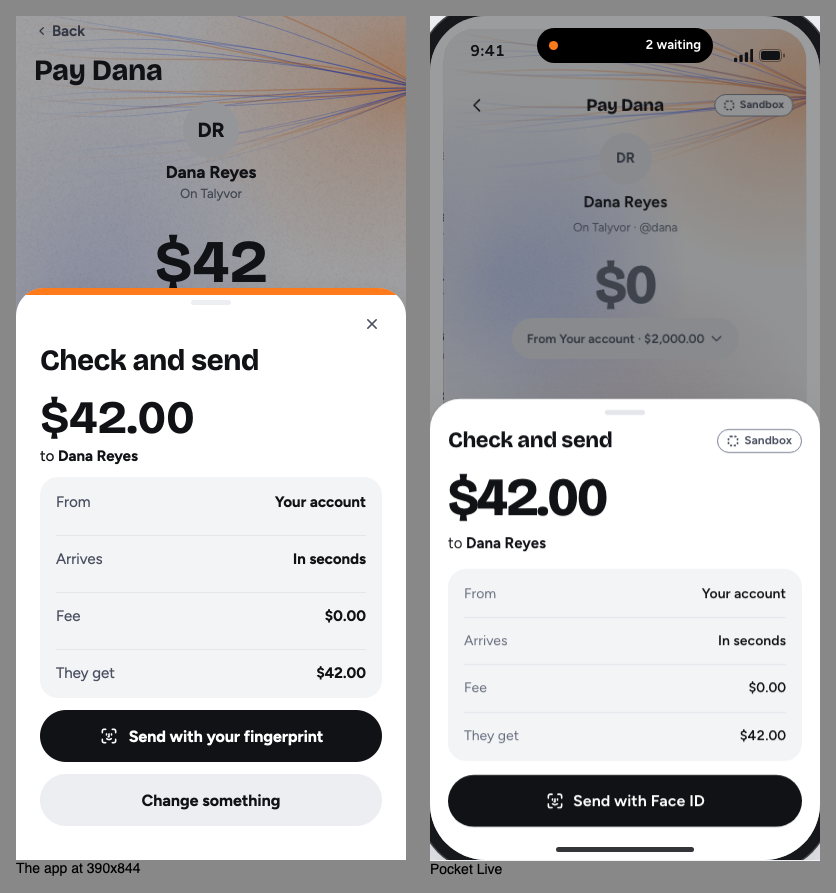 Back
Pay Dana
DR
Dana Reyes
On Talyvor
$42
Check and send
$42.00
to Dana Reyes
From Your account
Arrives In seconds
Fee $0.00
They get $42.00
Send with your fingerprint
Change something
The app at 390x844
9:41
2 waiting
Pay Dana
Sandbox
DR
Dana Reyes
On Talyvor · @dana
$0
From Your account · $2,000.00
Check and send
Sandbox
$42.00
to Dana Reyes
From Your account
Arrives In seconds
Fee $0.00
They get $42.00
Send with Face ID
Pocket Live